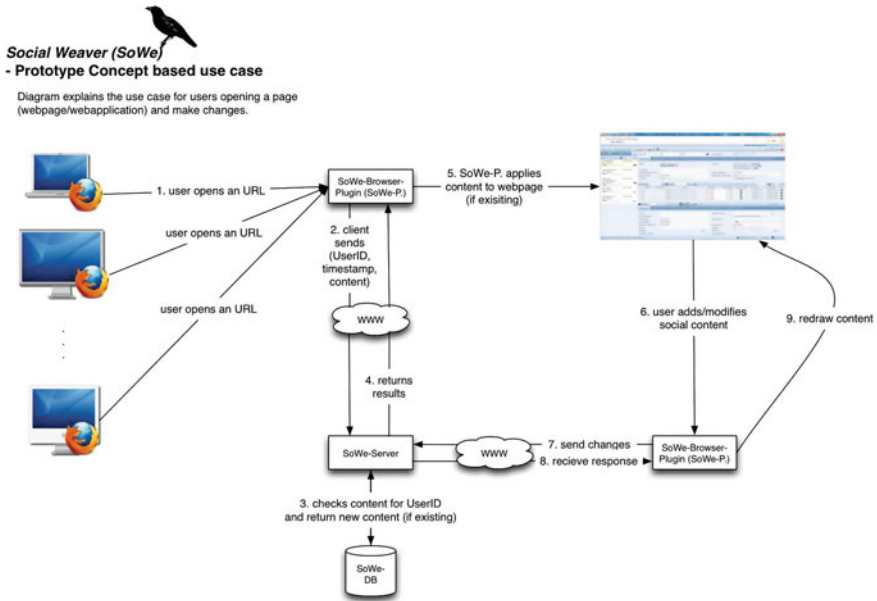 Social Weaver (SoWe)
- Prototype Concept based use case
Diagram explains the use case for users opening a page
(webpage/webapplication) and make changes.
1. user opens an URL
user opens an URL
user opens an URL
.
.
.
SoWe-Browser-
Plugin (SoWe-P.)
5. SoWe-P. applies
content to webpage
(if exisiting)
2. client
sends
(UserID,
timestamp,
content)
WWW
4. returns
results
6. user adds/modifies
social content
9. redraw content
SoWe-Server
7. send changes
WWW
8. recieve response
SoWe-Browser-
Plugin (SoWe-P.)
3. checks content for UserID
and return new content (if existing)
SoWe-
DB